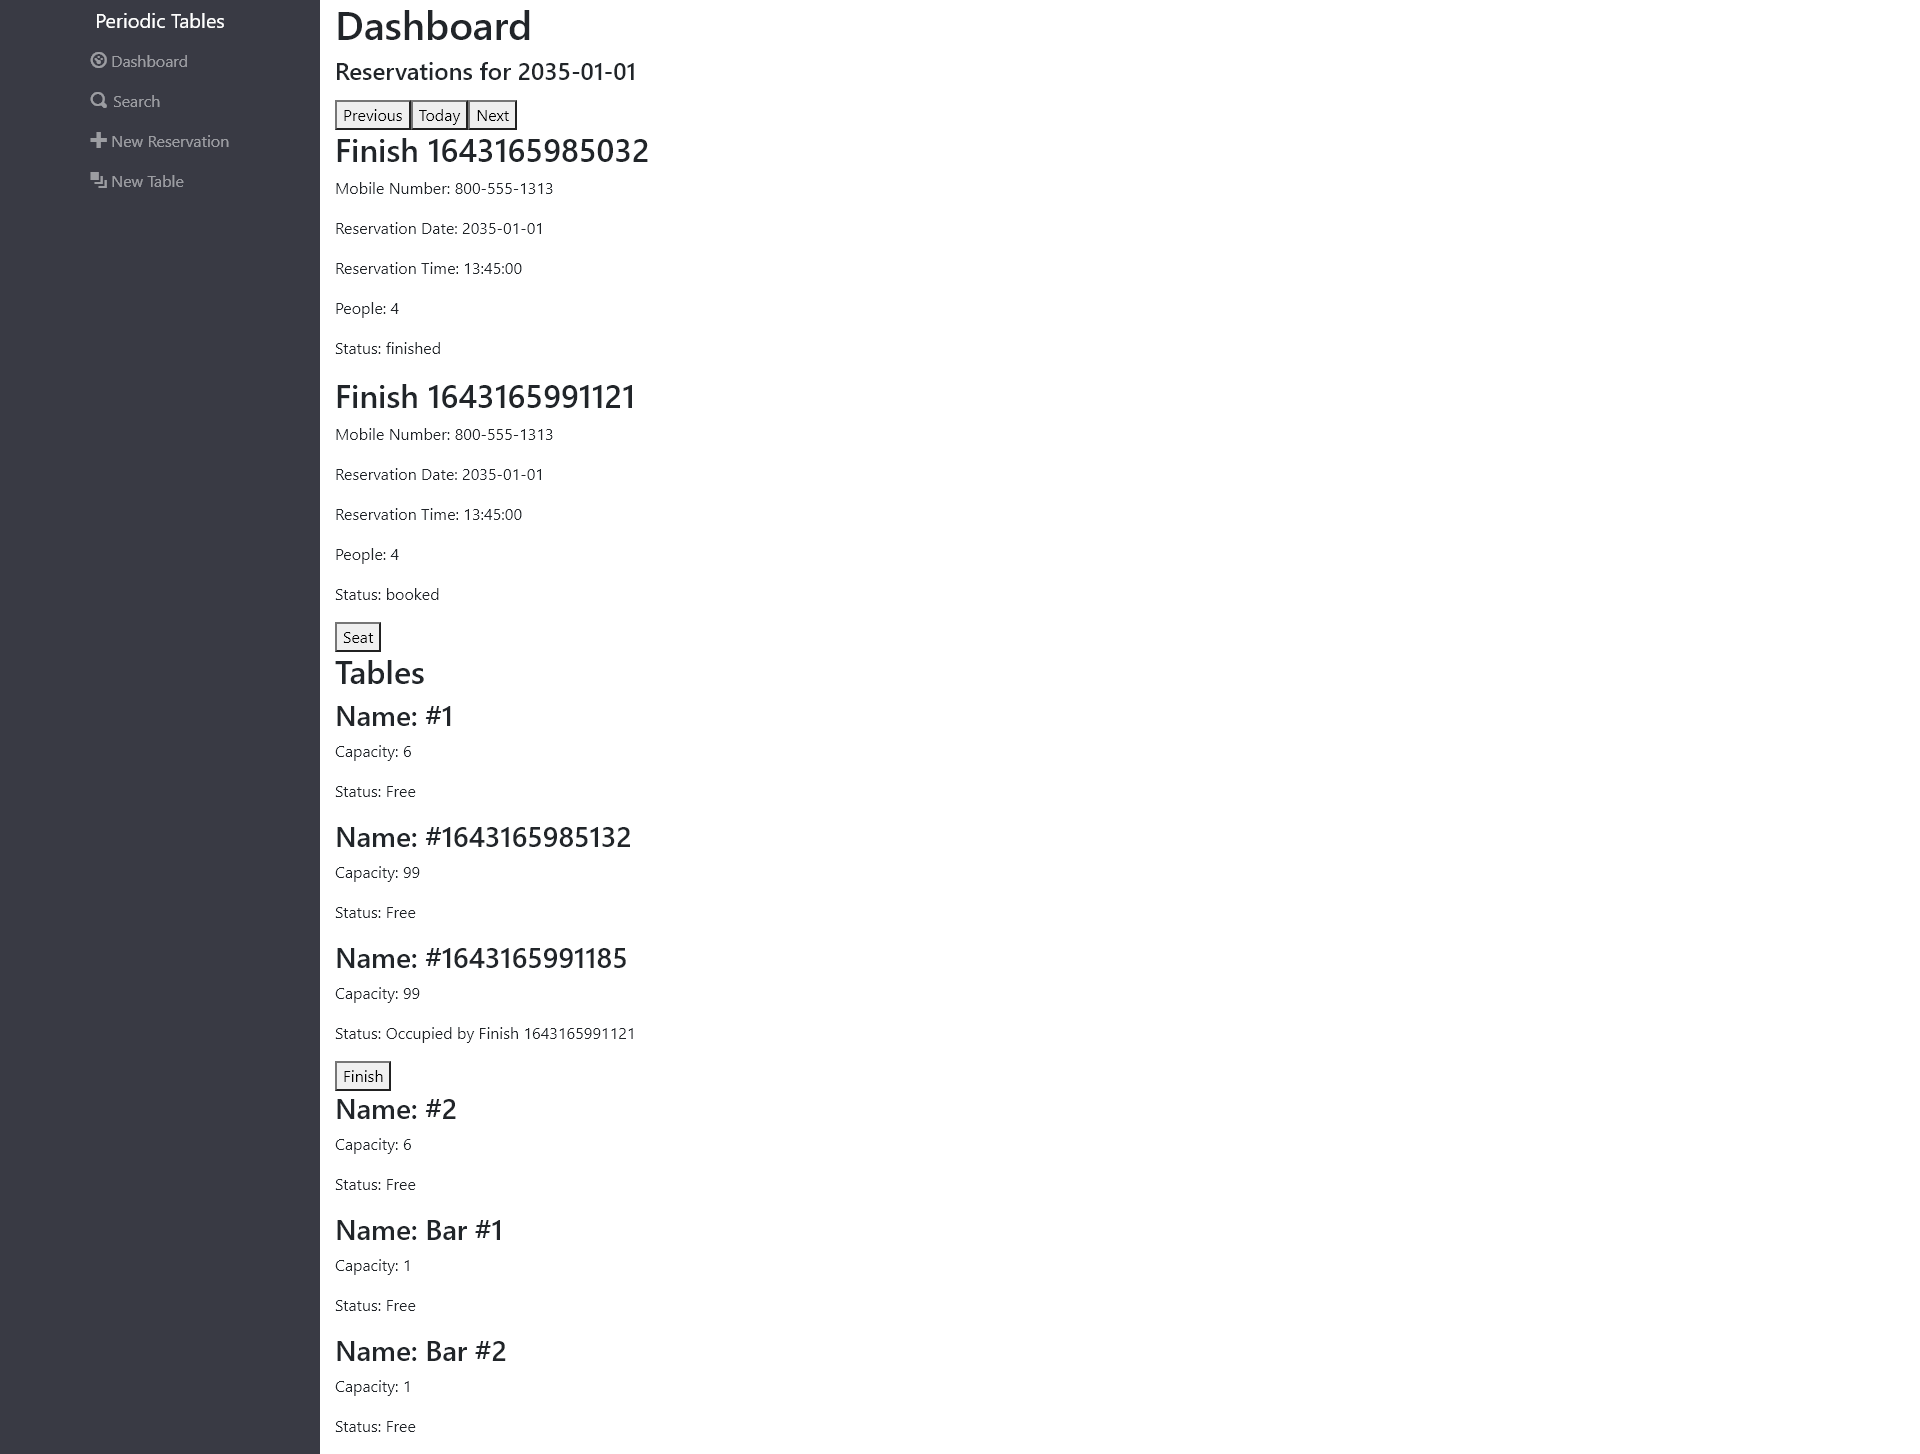 Periodic Tables
Dashboard
Search
New Reservation
New Table
Dashboard
Reservations for 2035-01-01
Previous Today Next
Finish 1643165985032
Mobile Number: 800-555-1313
Reservation Date: 2035-01-01
Reservation Time: 13:45:00
People: 4
Status: finished
Finish 1643165991121
Mobile Number: 800-555-1313
Reservation Date: 2035-01-01
Reservation Time: 13:45:00
People: 4
Status: booked
Seat
Tables
Name: #1
Capacity: 6
Status: Free
Name: #1643165985132
Capacity: 99
Status: Free
Name: #1643165991185
Capacity: 99
Status: Occupied by Finish 1643165991121
Finish
Name: #2
Capacity: 6
Status: Free
Name: Bar #1
Capacity: 1
Status: Free
Name: Bar #2
Capacity: 1
Status: Free